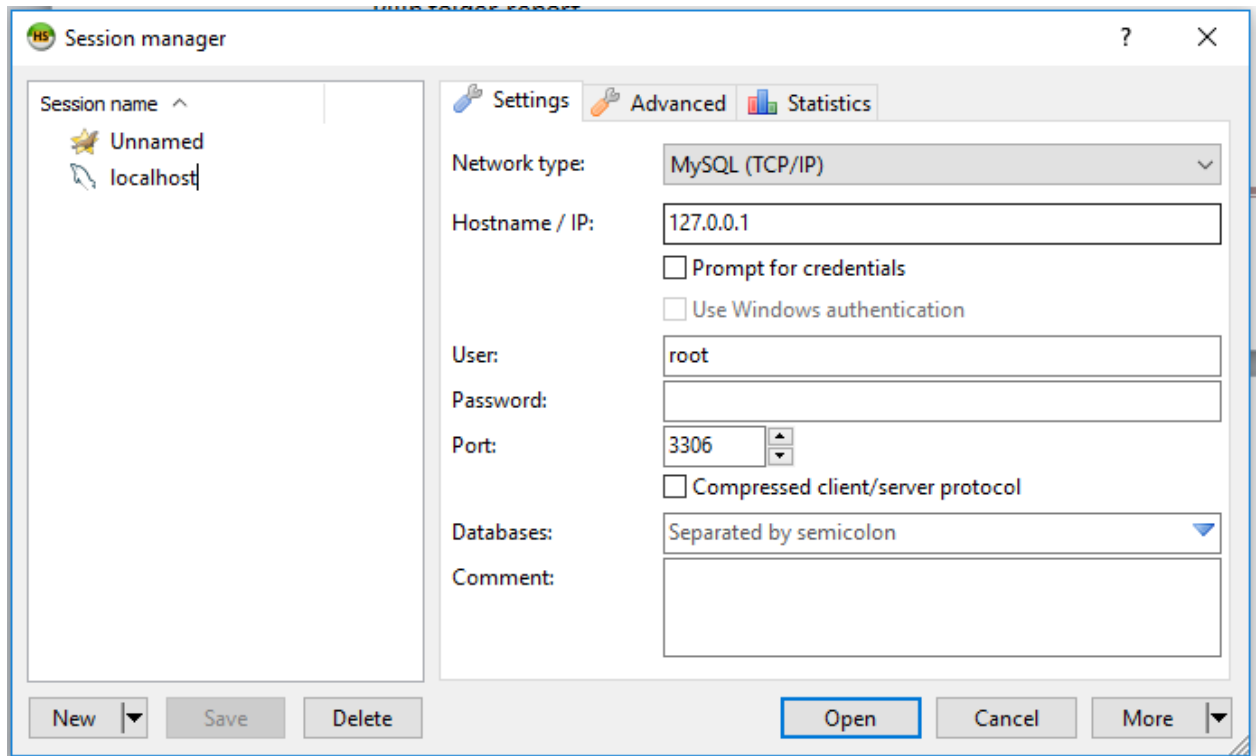 HS Session manager ?
Session name
Unnamed
localhost
Settings Advanced Statistics
Network type: MySQL (TCP/IP)
Hostname / IP: 127.0.0.1
Prompt for credentials
Use Windows authentication
User: root
Password:
Port: 3306
Compressed client/server protocol
Databases: Separated by semicolon
Comment:
New Save Delete Open Cancel More